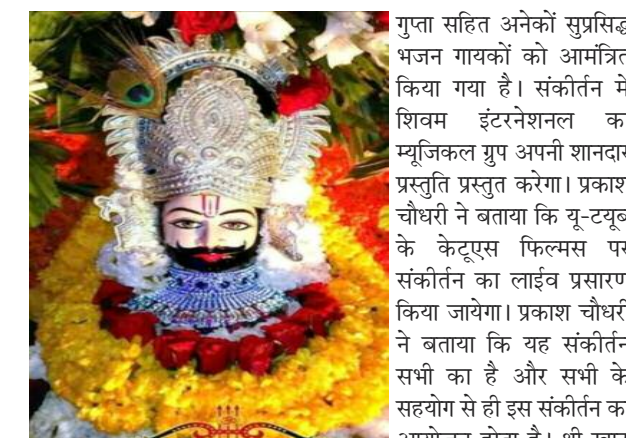 गुप्ता सहित अनेकों सुप्रसिद्ध
भजन गायकों को आमंत्रित
किया गया है। संकीर्तन में
शिवम इंटरनेशनल का
म्यूजिकल ग्रुप अपनी शानदार
प्रस्तुति प्रस्तुत करेगा। प्रकाश
चौधरी ने बताया कि यू-टयूब
के केटूएस फिल्मस पर
संकीर्तन का लाईव प्रसारण
किया जायेगा। प्रकाश चौधरी
ने बताया कि यह संकीर्तन
सभी का है और सभी के
सहयोग से ही इस संकीर्तन का